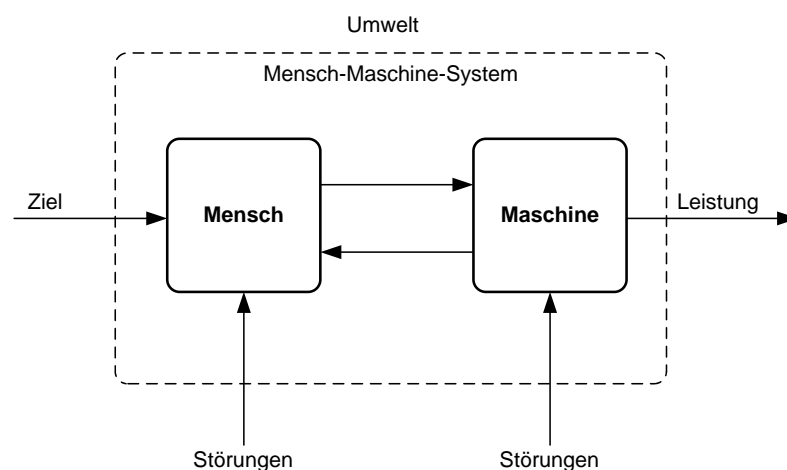 Umwelt
Mensch-Maschine-System
Ziel
Mensch
Maschine
Leistung
Störungen
Störungen